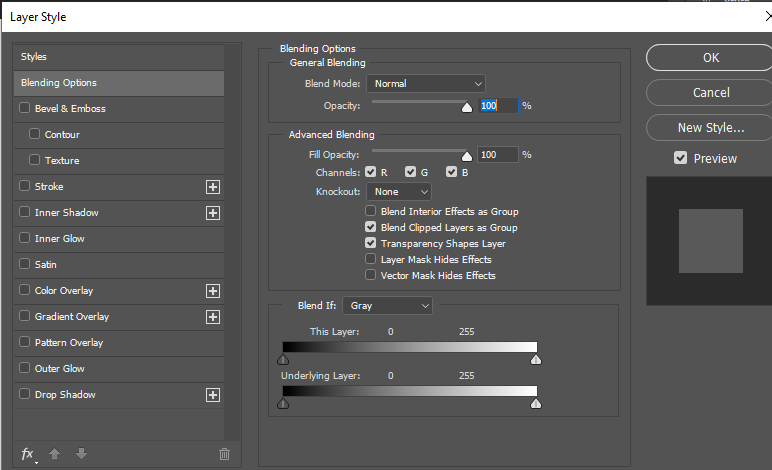 Layer Style
Styles
Blending Options
Bevel & Emboss
Contour
Texture
Stroke
Inner Shadow
Inner Glow
Satin
Color Overlay
Gradient Overlay
Pattern Overlay
Outer Glow
Drop Shadow
fx
Blending Options
General Blending
Blend Mode: Normal
Opacity: 100 %
Advanced Blending
Fill Opacity: 100 %
Channels: R G B
Knockout: None
Blend Interior Effects as Group
Blend Clipped Layers as Group
Transparency Shapes Layer
Layer Mask Hides Effects
Vector Mask Hides Effects
Blend If: Gray
This Layer: 0 255
Underlying Layer: 0 255
OK
Cancel
New Style...
Preview